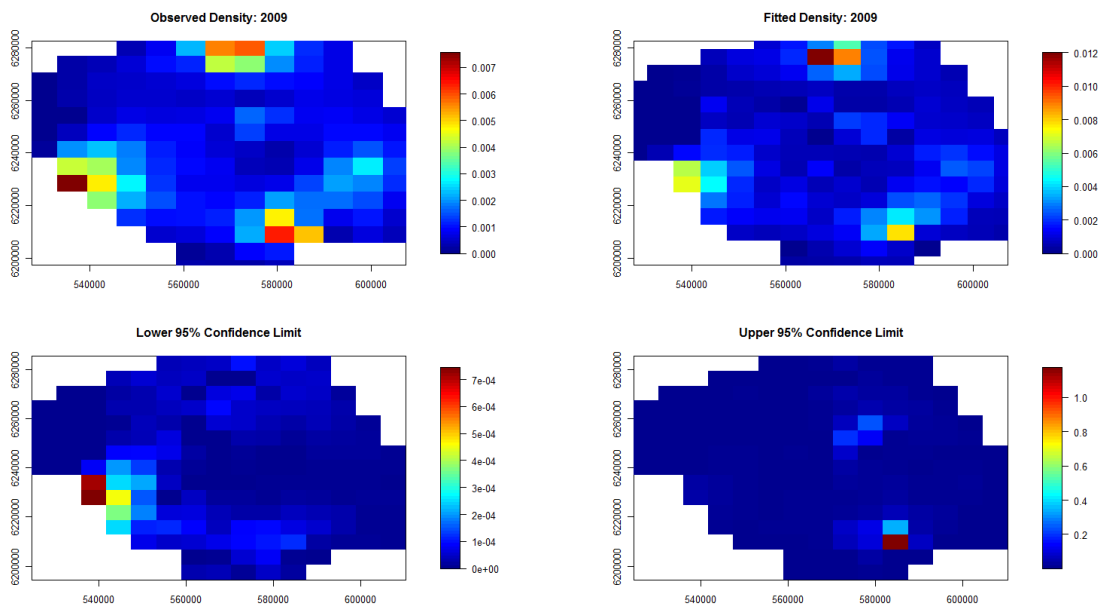 Observed Density: 2009
6280000
6260000
6240000
6220000
6200000
540000 560000 580000 600000
0.007
0.006
0.005
0.004
0.003
0.002
0.001
0.000
Fitted Density: 2009
6280000
6260000
6240000
6220000
6200000
540000 560000 580000 600000
0.012
0.010
0.008
0.006
0.004
0.002
0.000
Lower 95% Confidence Limit
6280000
6260000
6240000
6220000
6200000
540000 560000 580000 600000
7e-04
6e-04
5e-04
4e-04
3e-04
2e-04
1e-04
0e+00
Upper 95% Confidence Limit
6280000
6260000
6240000
6220000
6200000
540000 560000 580000 600000
1.0
0.8
0.6
0.4
0.2